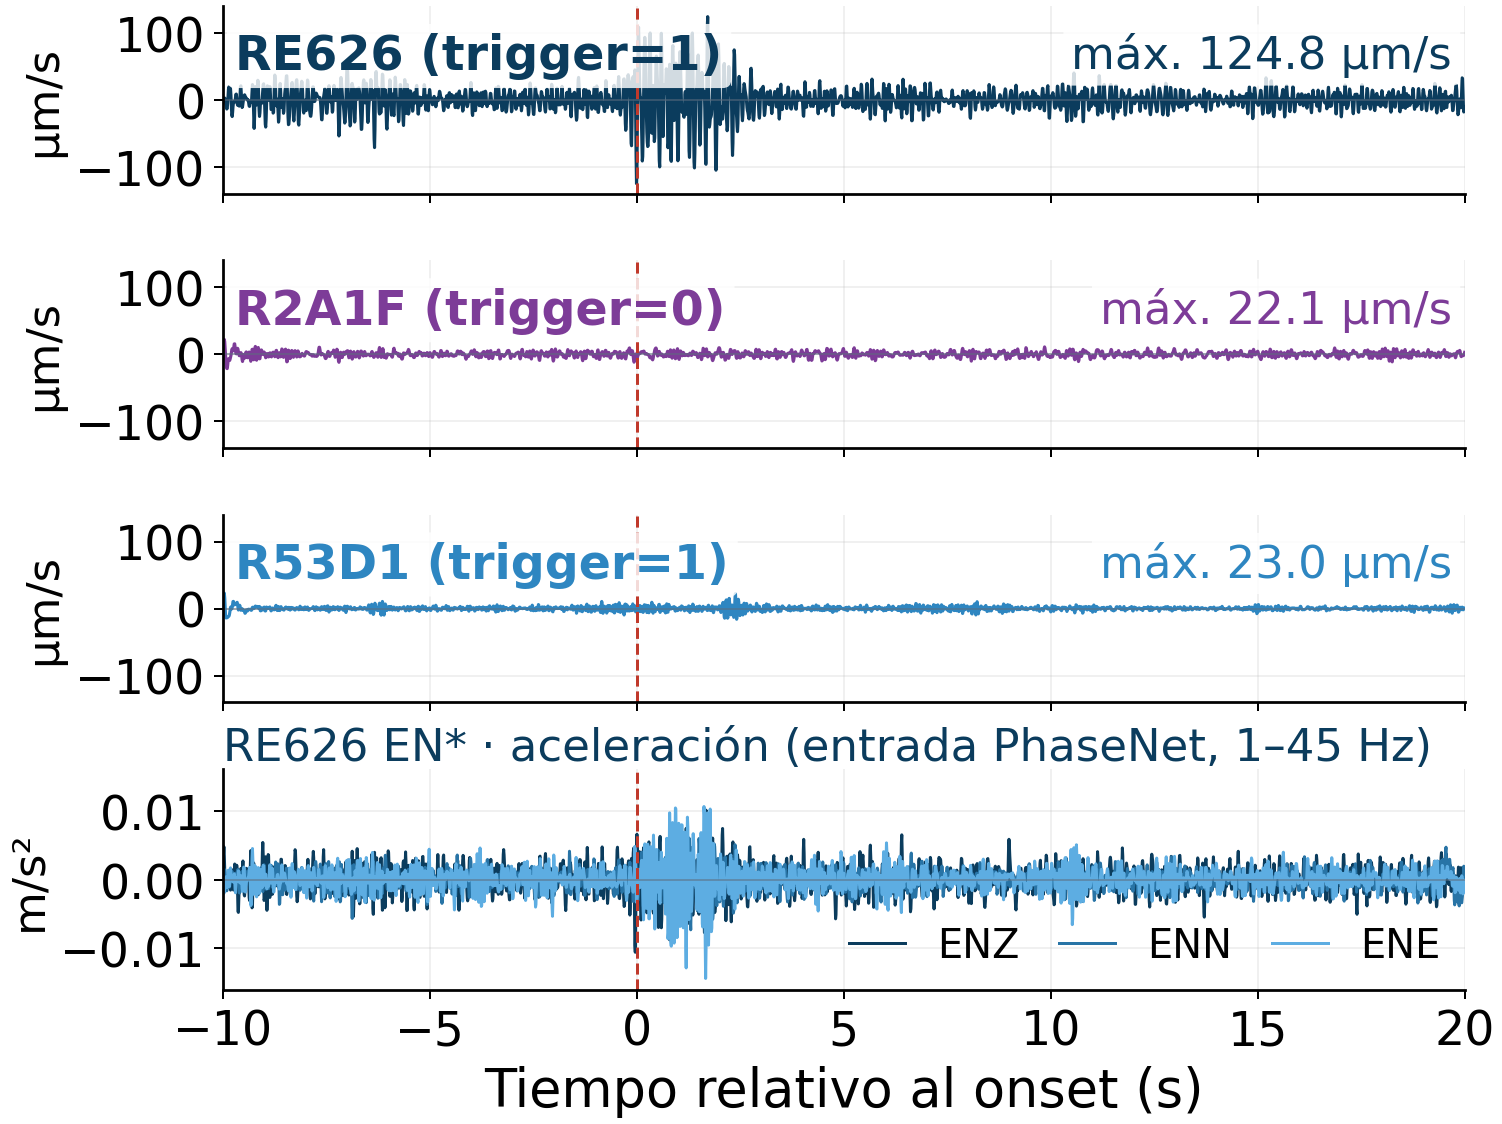 100
0
−100
µm/s
RE626 (trigger=1)
máx. 124.8 µm/s
100
0
−100
µm/s
R2A1F (trigger=0)
máx. 22.1 µm/s
100
0
−100
µm/s
R53D1 (trigger=1)
máx. 23.0 µm/s
RE626 EN* · aceleración (entrada PhaseNet, 1–45 Hz)
0.01
0.00
−0.01
m/s²
ENZ ENN ENE
−10 −5 0 5 10 15 20
Tiempo relativo al onset (s)